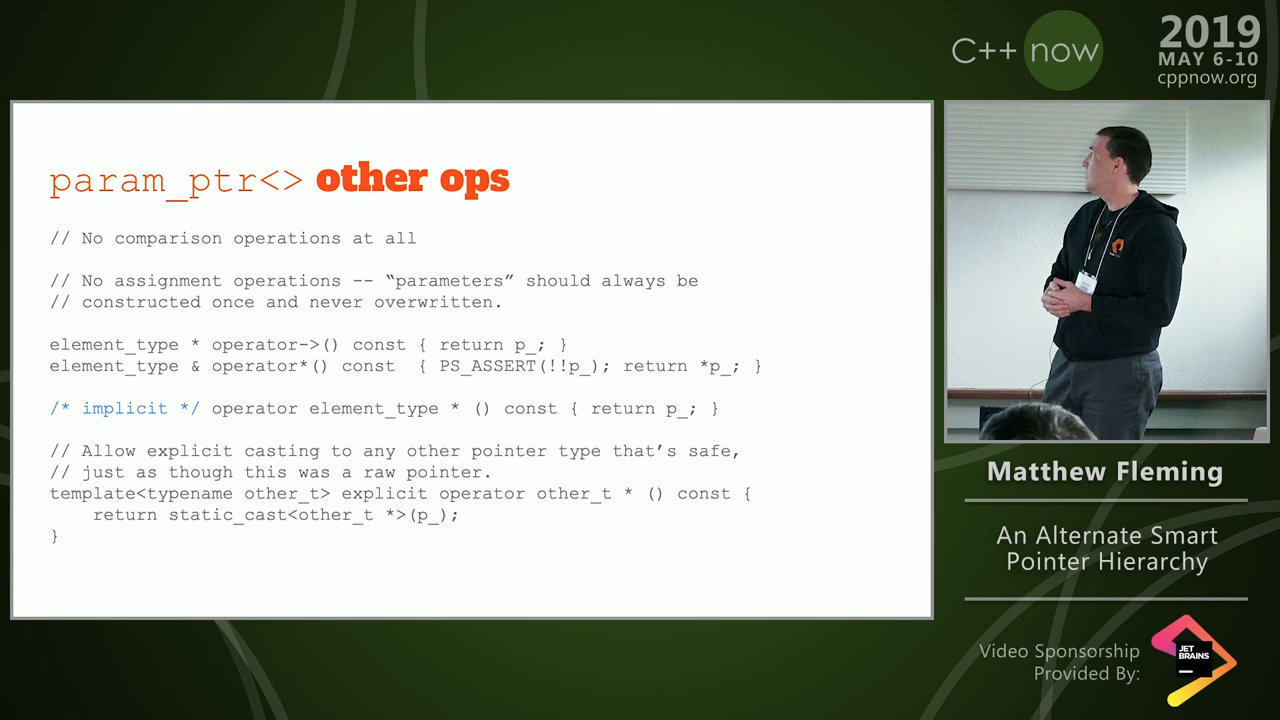 C++ now
2019
MAY 6-10
cppnow.org
param_ptr<> other ops
// No comparison operations at all
// No assignment operations -- “parameters” should always be
// constructed once and never overwritten.
element_type * operator->() const { return p_; }
element_type & operator*() const  { PS_ASSERT(!!p_); return *p_; }
/* implicit */ operator element_type * () const { return p_; }
// Allow explicit casting to any other pointer type that’s safe,
// just as though this was a raw pointer.
template<typename other_t> explicit operator other_t * () const {
    return static_cast<other_t *>(p_);
}
Matthew Fleming
An Alternate Smart
Pointer Hierarchy
Video Sponsorship
Provided By:
JET
BRAINS